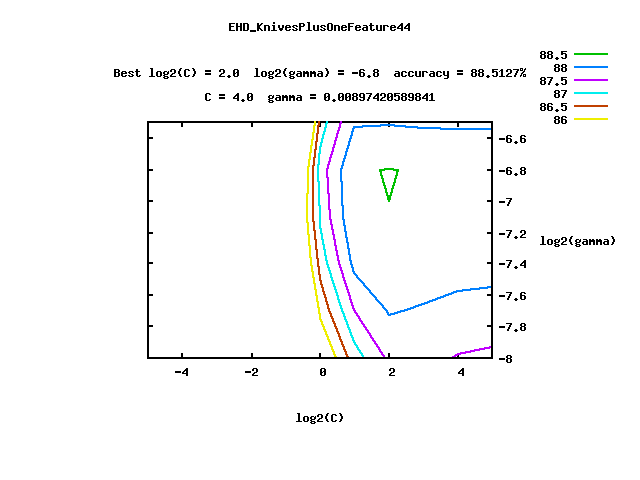 EHD_KnivesPlusOneFeature44
Best log2(C) = 2.0  log2(gamma) = -6.8  accuracy = 88.5127%
C = 4.0  gamma = 0.00897420589841
88.5
88
87.5
87
86.5
86
-6.6
-6.8
-7
-7.2
-7.4
-7.6
-7.8
-8
log2(gamma)
-4 -2 0 2 4
log2(C)